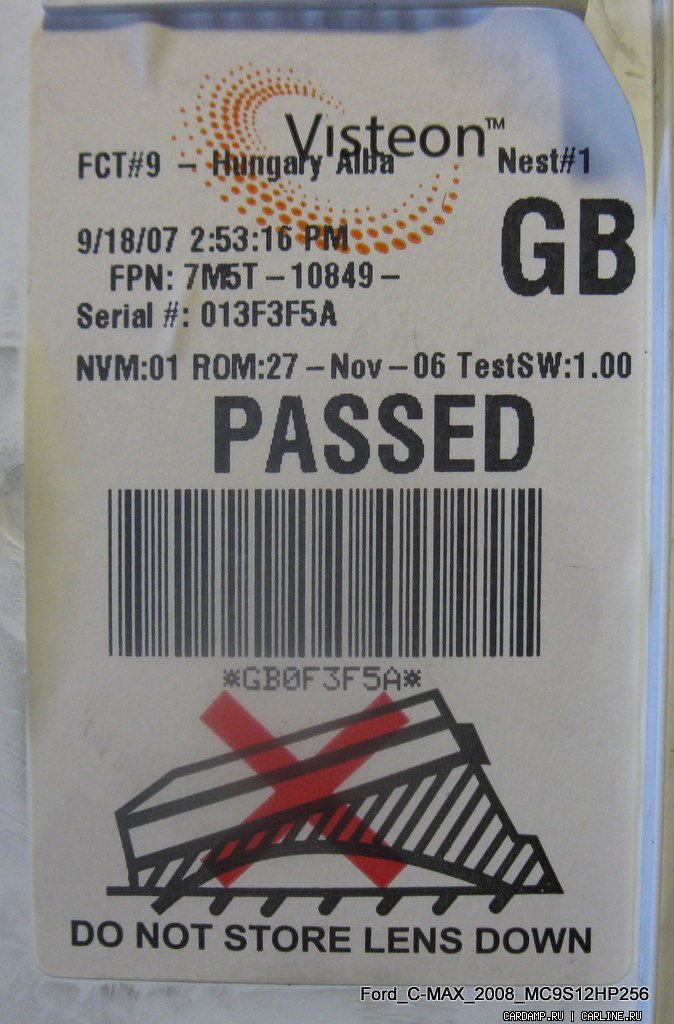 Visteon™
FCT#9 - Hungary Alba Nest#1
GB
9/18/07 2:53:16 PM
FPN: 7M5T-10849-
Serial #: 013F3F5A
NVM:01 ROM:27-Nov-06 TestSW:1.00
PASSED
*GB0F3F5A*
DO NOT STORE LENS DOWN
Ford_C-MAX_2008_MC9S12HP256
CARDAMP.RU | CARLINE.RU